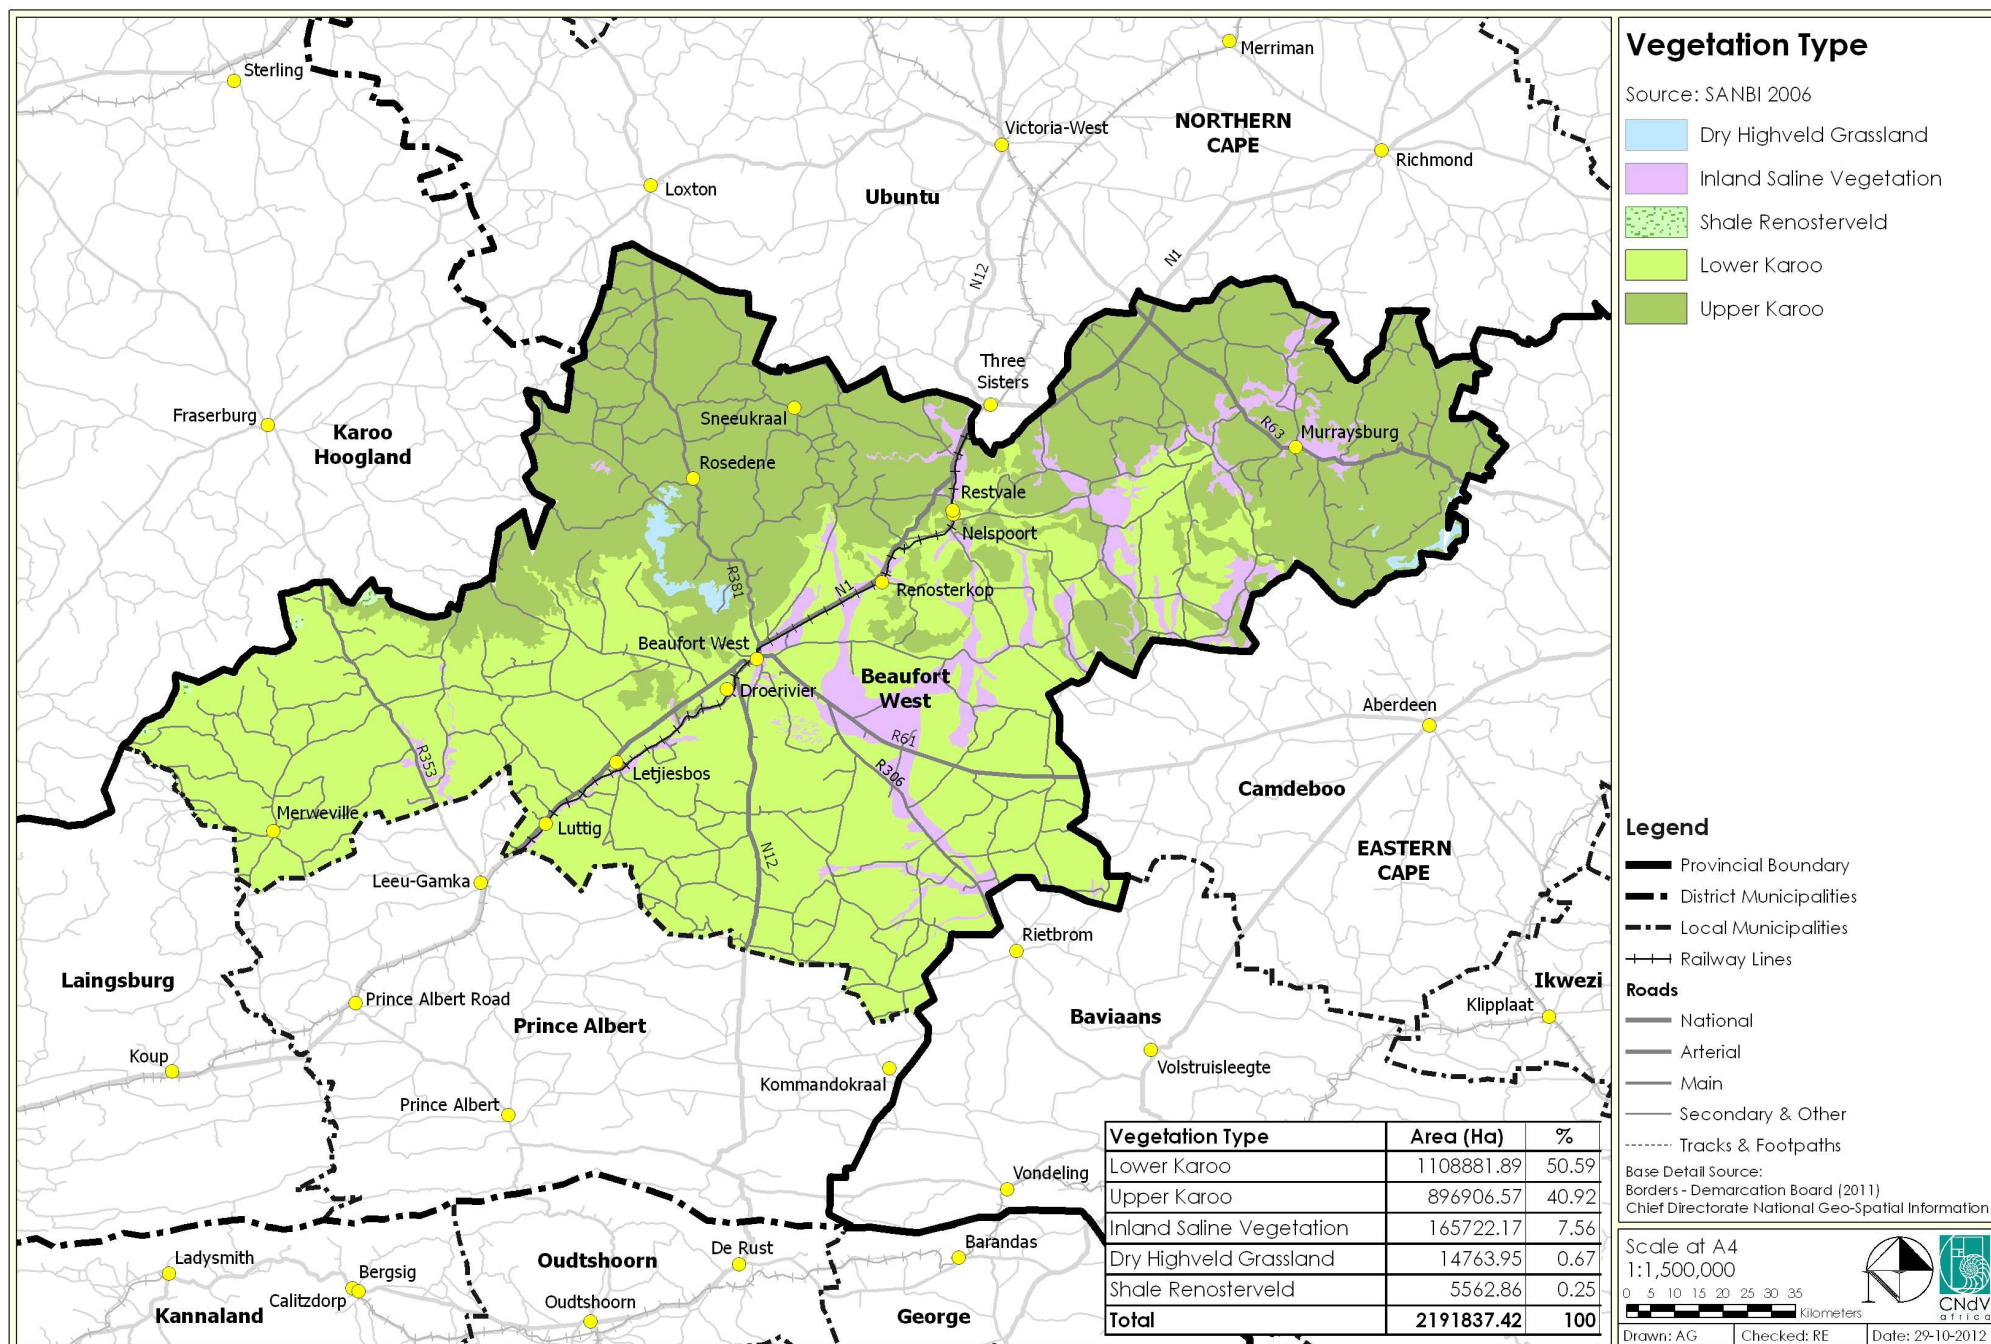 Sterling
Merriman
Victoria-West
NORTHERN
CAPE
Richmond
Loxton
Ubuntu
N12
N1
Three
Sisters
Fraserburg
Karoo
Hoogland
Sneeukraal
R63
Murraysburg
Rosedene
Restvale
Nelspoort
R381
N1
Renosterkop
Beaufort West
Droerivier
Beaufort
West
R61
Aberdeen
R353
Letjiesbos
R306
Camdeboo
Merweville
Luttig
N12
EASTERN
CAPE
Leeu-Gamka
Rietbrom
Laingsburg
Prince Albert Road
Prince Albert
Baviaans
Ikwezi
Klipplaat
Koup
Kommandokraal
Volstruisleegte
Prince Albert
Vondeling
Ladysmith
Bergsig
Calitzdorp
Kannaland
Oudtshoorn
De Rust
Oudtshoorn
Barandas
George
Vegetation Type Area (Ha) %
Lower Karoo 1108881.89 50.59
Upper Karoo 896906.57 40.92
Inland Saline Vegetation 165722.17 7.56
Dry Highveld Grassland 14763.95 0.67
Shale Renosterveld 5562.86 0.25
Total 2191837.42 100
Vegetation Type
Source: SANBI 2006
Dry Highveld Grassland
Inland Saline Vegetation
Shale Renosterveld
Lower Karoo
Upper Karoo
Legend
Provincial Boundary
District Municipalities
Local Municipalities
Railway Lines
Roads
National
Arterial
Main
Secondary & Other
Tracks & Footpaths
Base Detail Source:
Borders - Demarcation Board (2011)
Chief Directorate National Geo-Spatial Information
Scale at A4
1:1,500,000
0 5 10 15 20 25 30 35
Kilometers
CNdV
africa
Drawn: AG Checked: RE Date: 29-10-2012